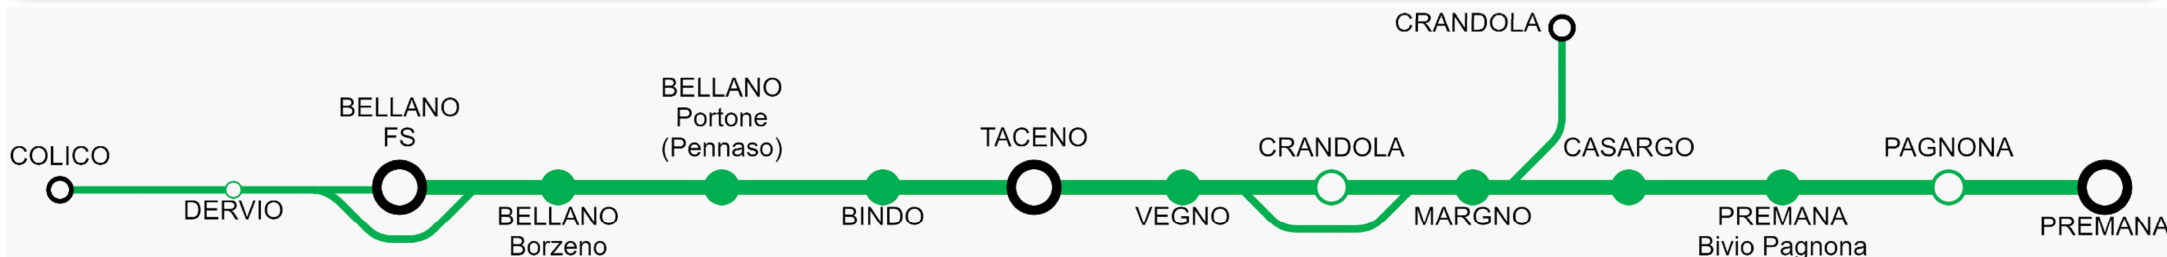 COLICO
DERVIO
BELLANO
FS
BELLANO
Borzeno
BELLANO
Portone
(Pennaso)
BINDO
TACENO
VEGNO
CRANDOLA
MARGNO
CRANDOLA
CASARGO
PREMANA
Bivio Pagnona
PAGNONA
PREMANA